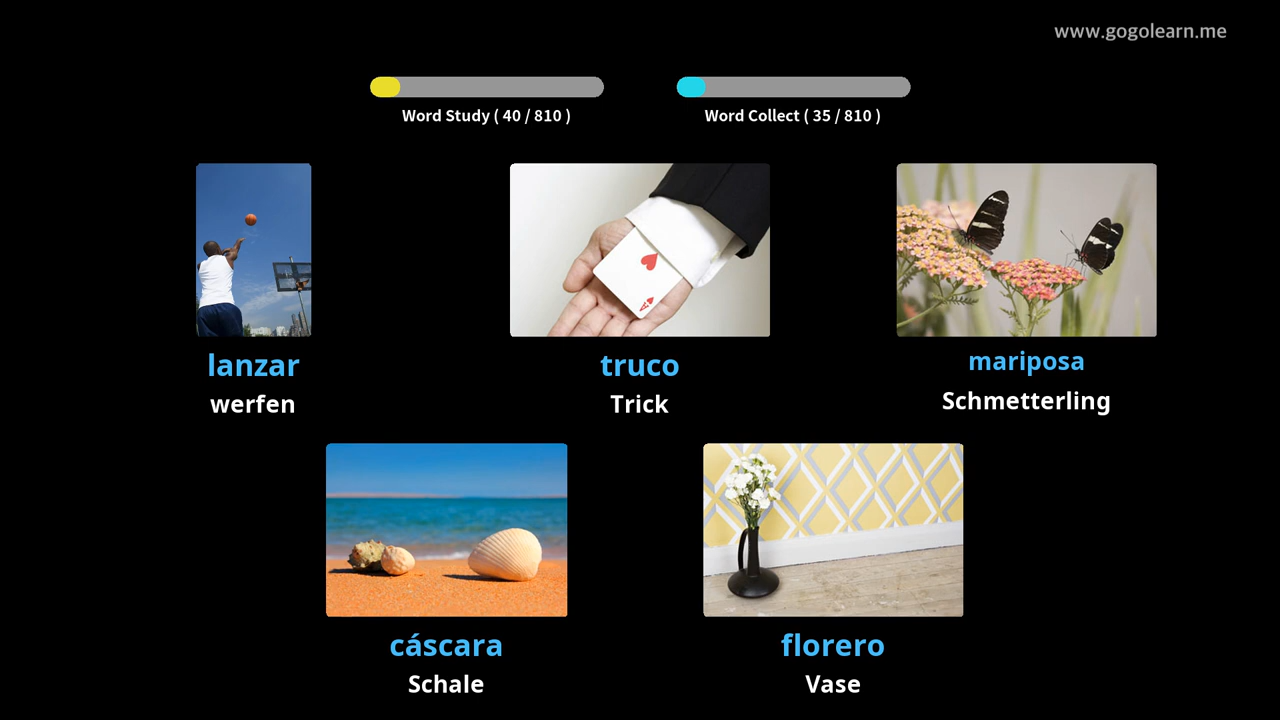 www.gogolearn.me
Word Study ( 40 / 810 )
Word Collect ( 35 / 810 )
lanzar
werfen
truco
Trick
mariposa
Schmetterling
cáscara
Schale
florero
Vase